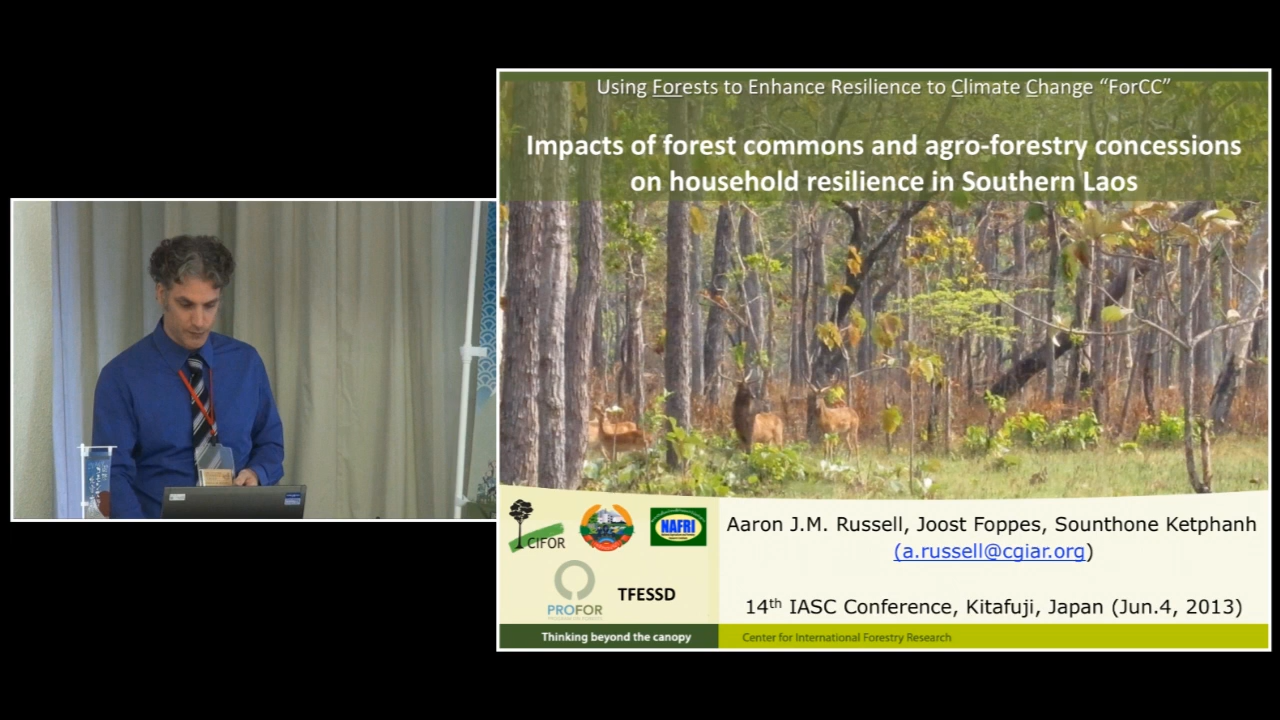 Using Forests to Enhance Resilience to Climate Change “ForCC”
Impacts of forest commons and agro-forestry concessions
on household resilience in Southern Laos
CIFOR
NAFRI
PROFOR
TFESSD
Aaron J.M. Russell, Joost Foppes, Sounthone Ketphanh
(a.russell@cgiar.org)
14th IASC Conference, Kitafuji, Japan (Jun.4, 2013)
Thinking beyond the canopy
Center for International Forestry Research